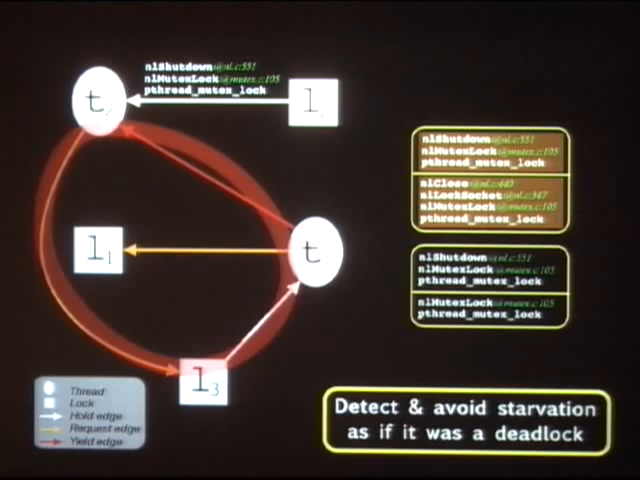 nlShutdown@nl.c:551
nlMutexLock@mutex.c:105
pthread_mutex_lock
t
l
l1
t
l3
nlShutdown@nl.c:551
nlMutexLock@mutex.c:105
pthread_mutex_lock
nlClose@nl.c:440
nlLockSocket@nl.c:347
nlMutexLock@mutex.c:105
pthread_mutex_lock
nlShutdown@nl.c:551
nlMutexLock@mutex.c:105
pthread_mutex_lock
nlMutexLock@mutex.c:105
pthread_mutex_lock
Thread
Lock
Hold edge
Request edge
Yield edge
Detect & avoid starvation
as if it was a deadlock